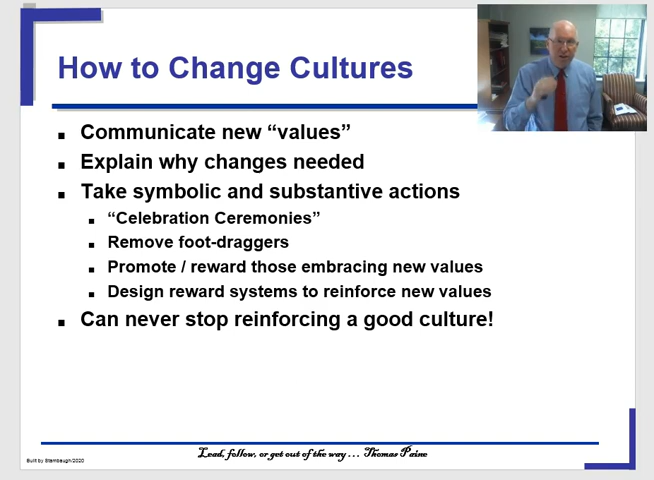 How to Change Cultures
Communicate new “values”
Explain why changes needed
Take symbolic and substantive actions
“Celebration Ceremonies”
Remove foot-draggers
Promote / reward those embracing new values
Design reward systems to reinforce new values
Can never stop reinforcing a good culture!
Lead, follow, or get out of the way … Thomas Paine
Built by Stambaugh/2020